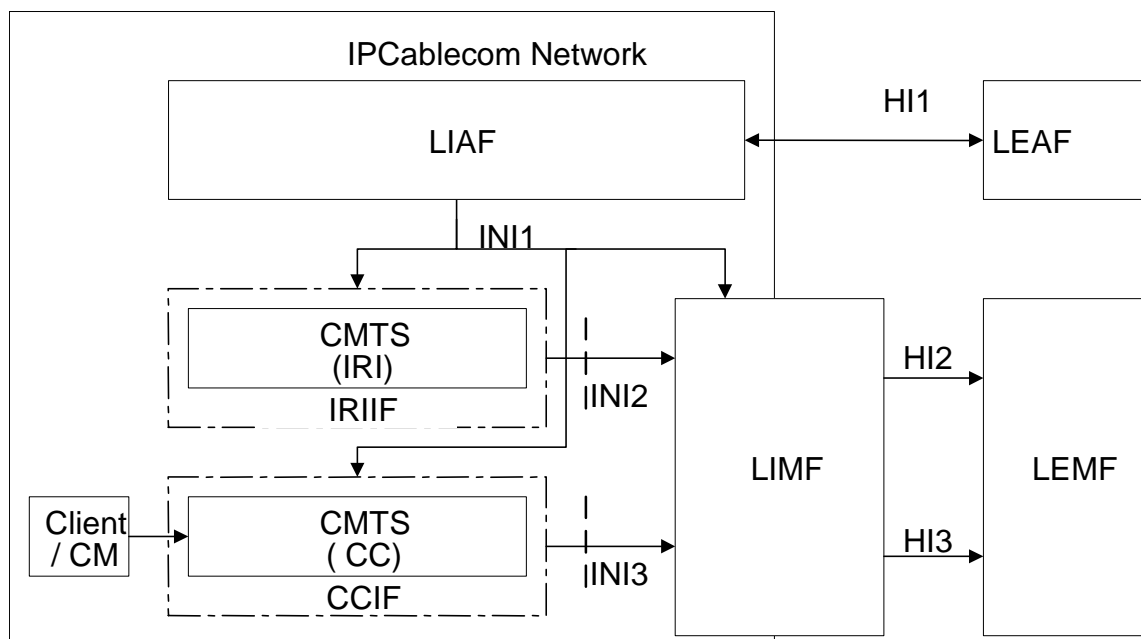 IPCablecom Network
HI1
LIAF
LEAF
INI1
CMTS
(IRI)
IRIIF
INI2
HI2
LIMF
LEMF
Client
/ CM
CMTS
( CC)
CCIF
INI3
HI3